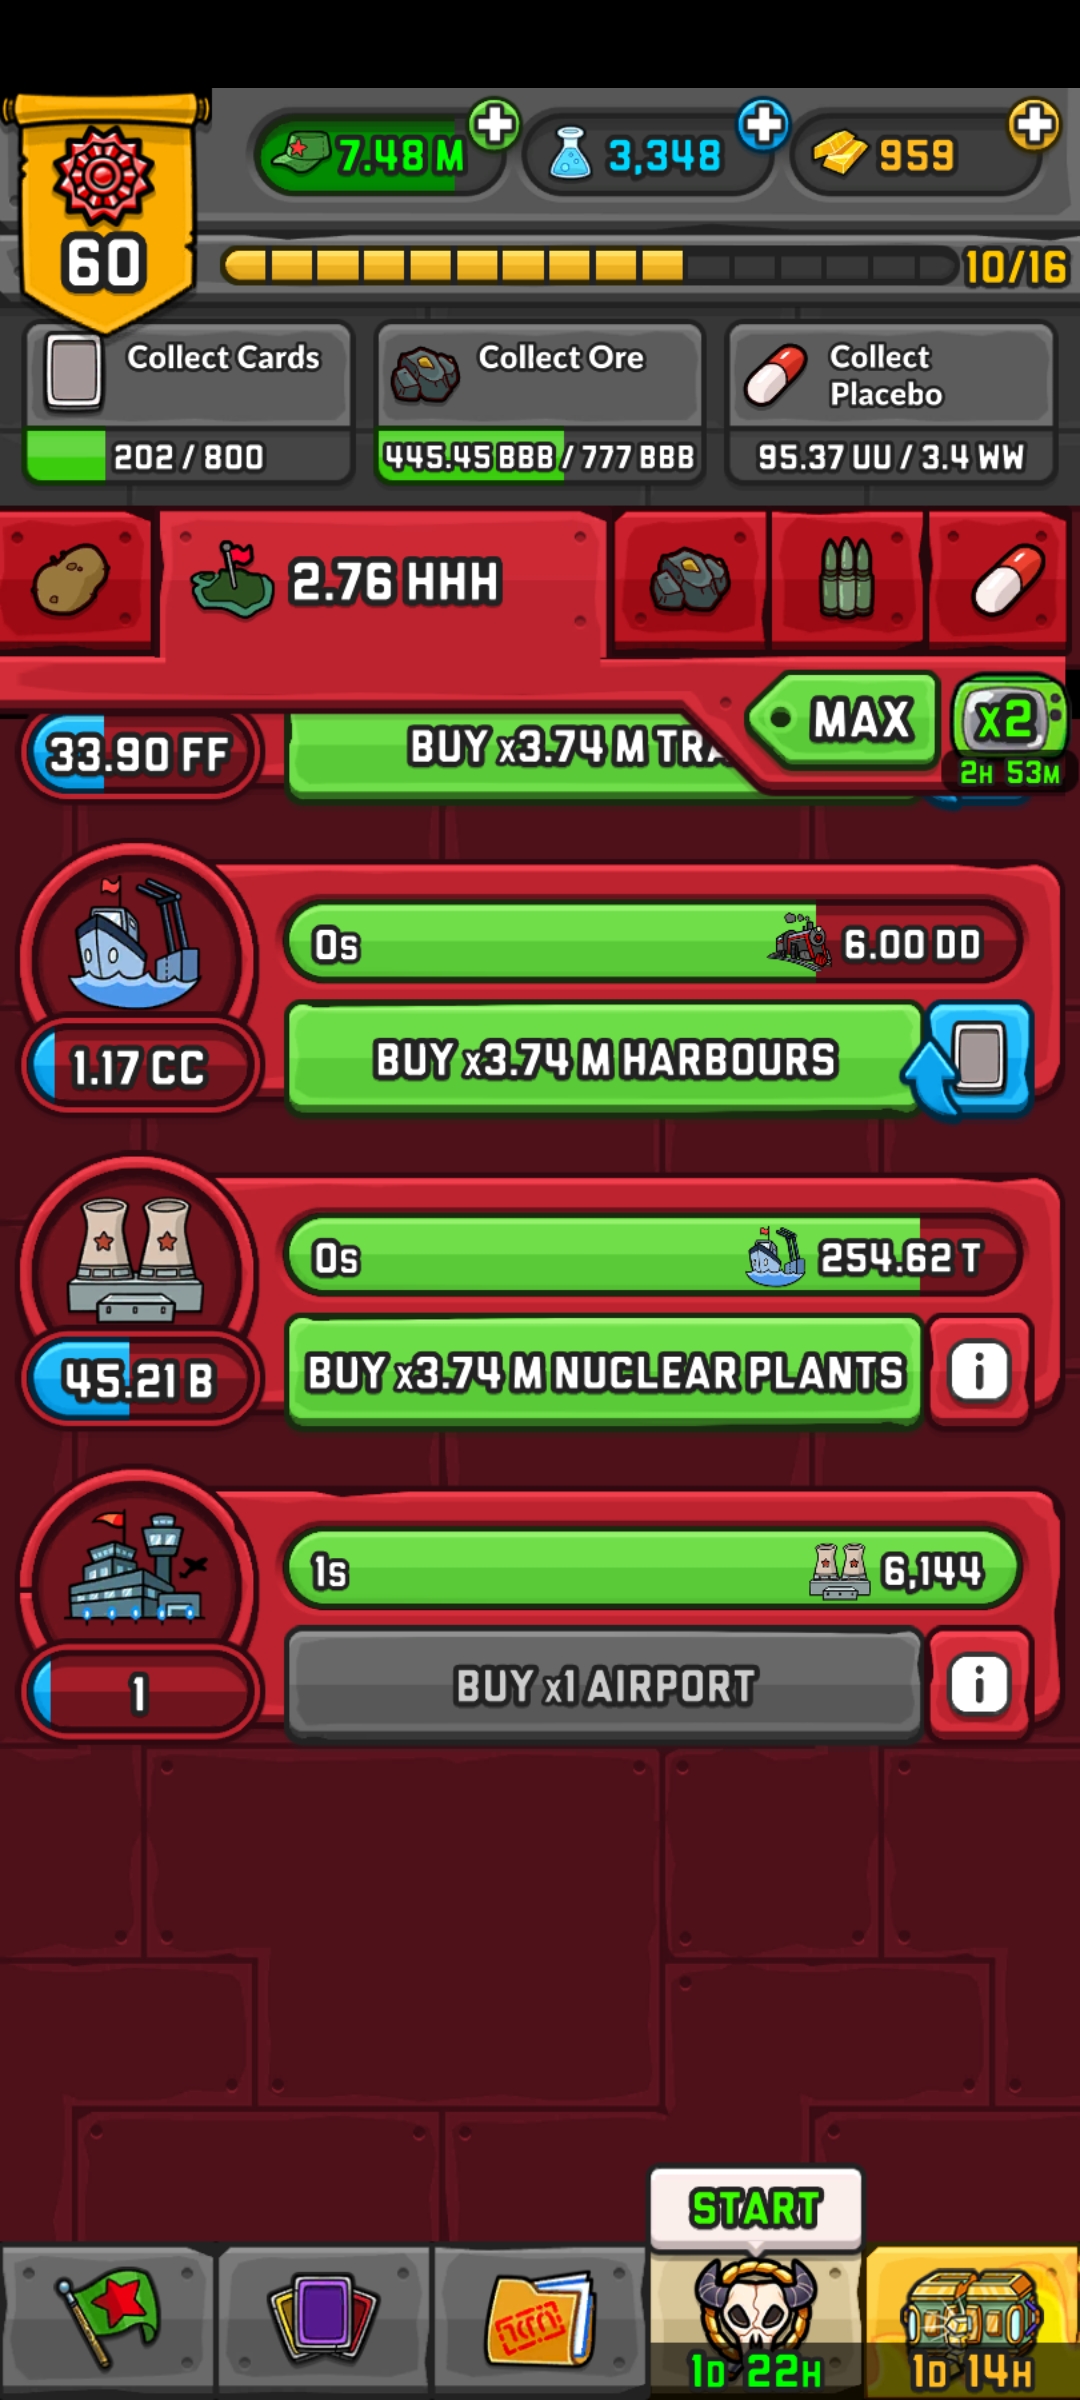 7.48 M
3,348
959
60
10/16
Collect Cards
202 / 800
Collect Ore
445.45 BBB / 777 BBB
Collect
Placebo
95.37 UU / 3.4 WW
2.76 HHH
MAX
x2
2H 53M
33.90 FF
BUY x3.74 M
0s
6.00 DD
1.17 CC
BUY x3.74 M HARBOURS
0s
254.62 T
45.21 B
BUY x3.74 M NUCLEAR PLANTS
i
1s
6,144
1
BUY x1 AIRPORT
i
START
1D 22H
1D 14H